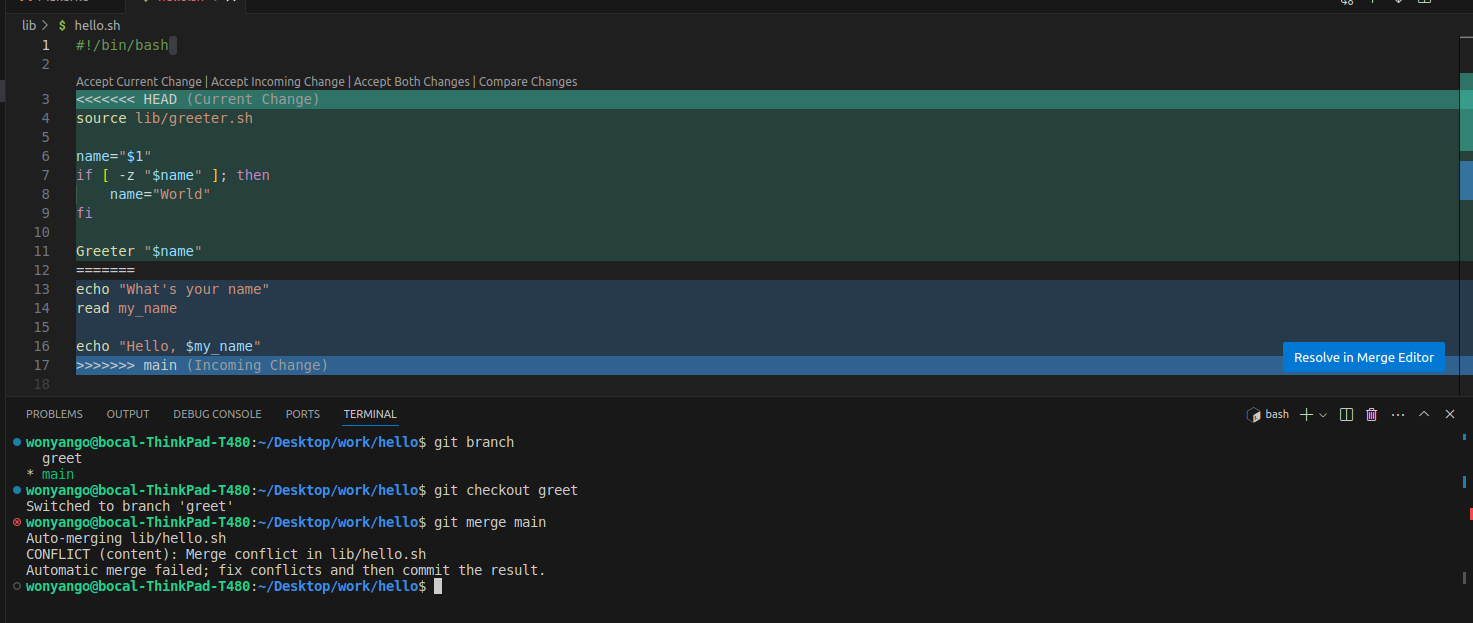 lib > $ hello.sh
1 #!/bin/bash
2
Accept Current Change | Accept Incoming Change | Accept Both Changes | Compare Changes
3 <<<<<<< HEAD (Current Change)
4 source lib/greeter.sh
5
6 name="$1"
7 if [ -z "$name" ]; then
8 name="World"
9 fi
10
11 Greeter "$name"
12 =======
13 echo "What's your name"
14 read my_name
15
16 echo "Hello, $my_name"
17 >>>>>>> main (Incoming Change)
Resolve in Merge Editor
18
PROBLEMS OUTPUT DEBUG CONSOLE PORTS TERMINAL bash
wonyango@bocal-ThinkPad-T480:~/Desktop/work/hello$ git branch
greet
* main
wonyango@bocal-ThinkPad-T480:~/Desktop/work/hello$ git checkout greet
Switched to branch 'greet'
wonyango@bocal-ThinkPad-T480:~/Desktop/work/hello$ git merge main
Auto-merging lib/hello.sh
CONFLICT (content): Merge conflict in lib/hello.sh
Automatic merge failed; fix conflicts and then commit the result.
wonyango@bocal-ThinkPad-T480:~/Desktop/work/hello$